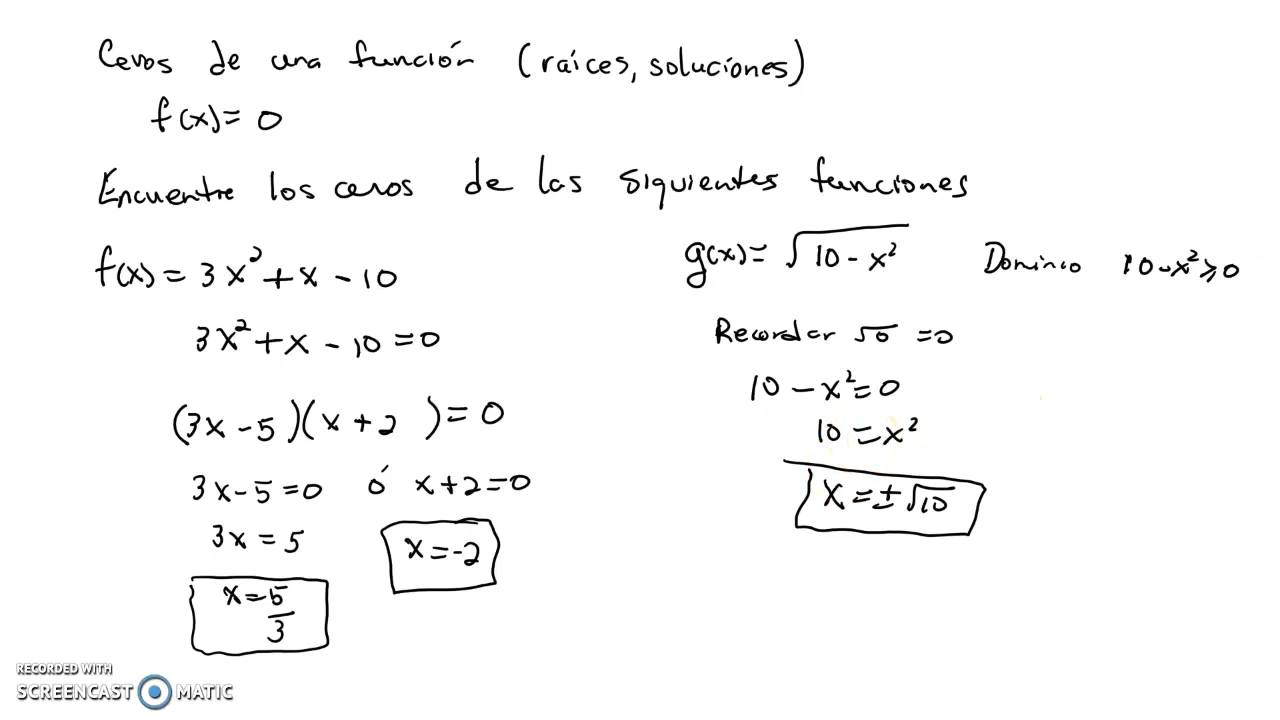 Ceros de una función (raíces, soluciones)
f(x) = 0
Encuentre los ceros de las siguientes funciones
f(x) = 3x² + x - 10
3x² + x - 10 = 0
(3x - 5)(x + 2) = 0
3x - 5 = 0 ó x + 2 = 0
3x = 5
x = -2
x = 5/3
g(x) = √(10 - x²) Dominio 10 - x² ≥ 0
Recordar √0 = 0
10 - x² = 0
10 = x²
x = ± √10
RECORDED WITH
SCREENCAST MATIC